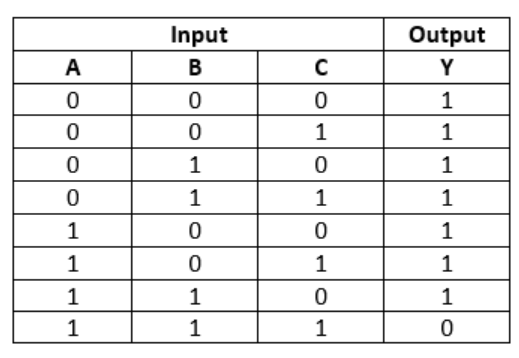 Input Output
A B C Y
0 0 0 1
0 0 1 1
0 1 0 1
0 1 1 1
1 0 0 1
1 0 1 1
1 1 0 1
1 1 1 0